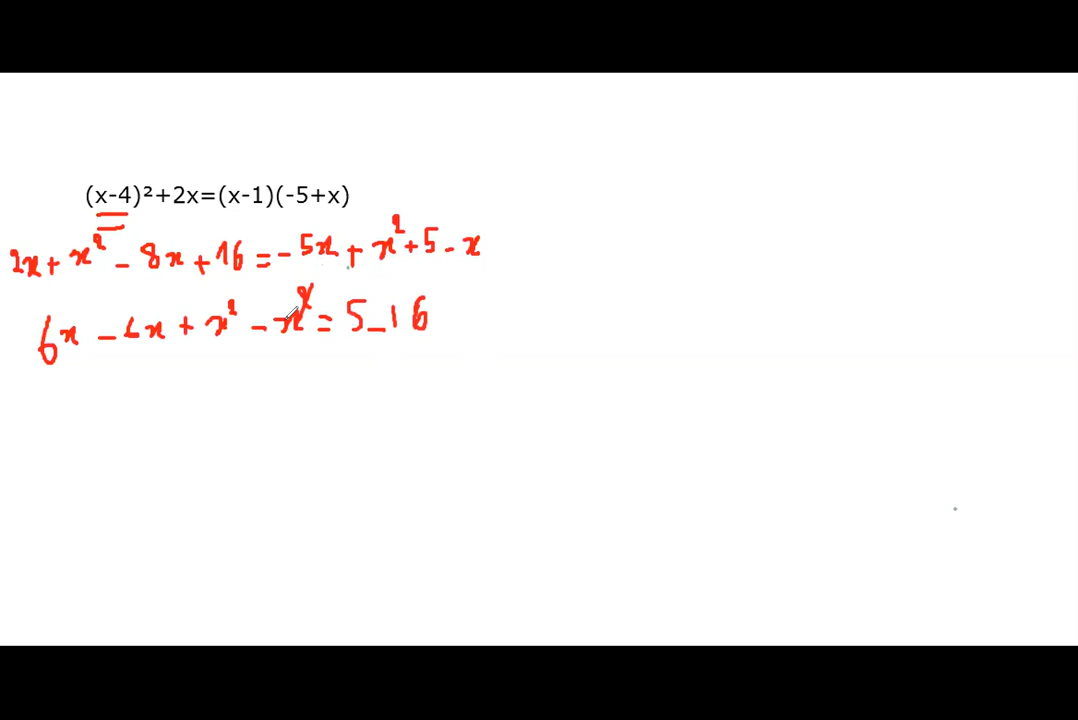 (x-4)²+2x=(x-1)(-5+x)
2x + x² - 8x + 16 = - 5x + x² + 5 - x
6x - 6x + x² - x² = 5 - 16